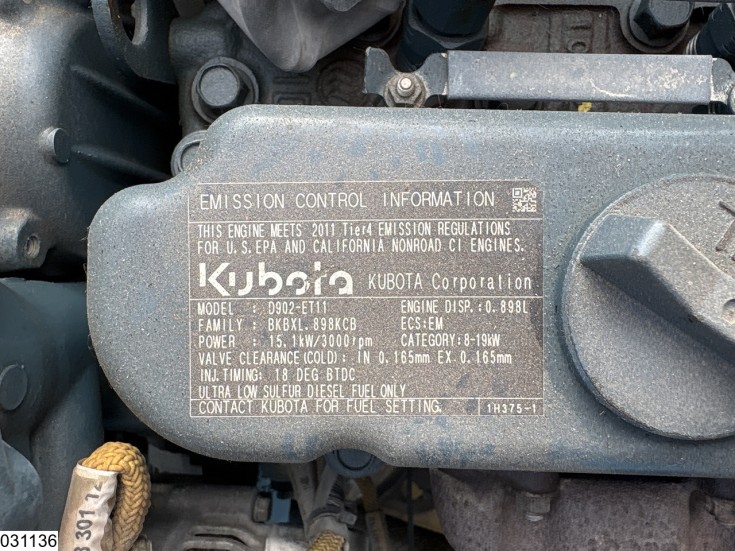 EMISSION CONTROL INFORMATION
THIS ENGINE MEETS 2011 Tier4 EMISSION REGULATIONS
FOR U.S.EPA AND CALIFORNIA NONROAD CI ENGINES.
Kubota KUBOTA Corporation
MODEL : D902-ET11 ENGINE DISP.:0.898L
FAMILY : BKBXL.898KCB ECS:EM
POWER : 15.1kW/3000rpm CATEGORY:8-19kW
VALVE CLEARANCE(COLD): IN 0.165mm EX.0.165mm
INJ.TIMING: 18 DEG BTDC
ULTRA LOW SULFUR DIESEL FUEL ONLY
CONTACT KUBOTA FOR FUEL SETTING. 1H375-1
301 12
031136